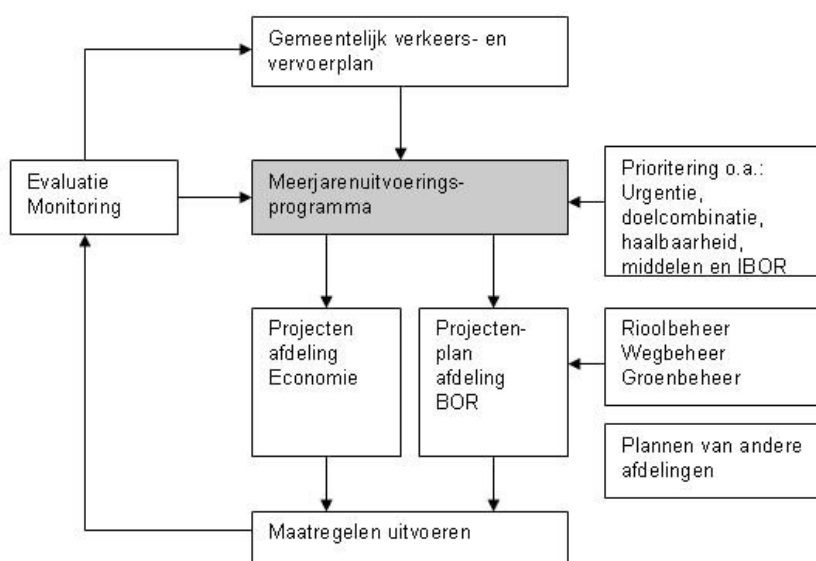 Gemeentelijk verkeers- en
vervoerplan
Evaluatie
Monitoring
Meerjarenuitvoerings-
programma
Prioritering o.a.:
Urgentie,
doelcombinatie,
haalbaarheid,
middelen en IBOR
Projecten
afdeling
Economie
Projecten-
plan
afdeling
BOR
Rioolbeheer
Wegbeheer
Groenbeheer
Plannen van andere
afdelingen
Maatregelen uitvoeren